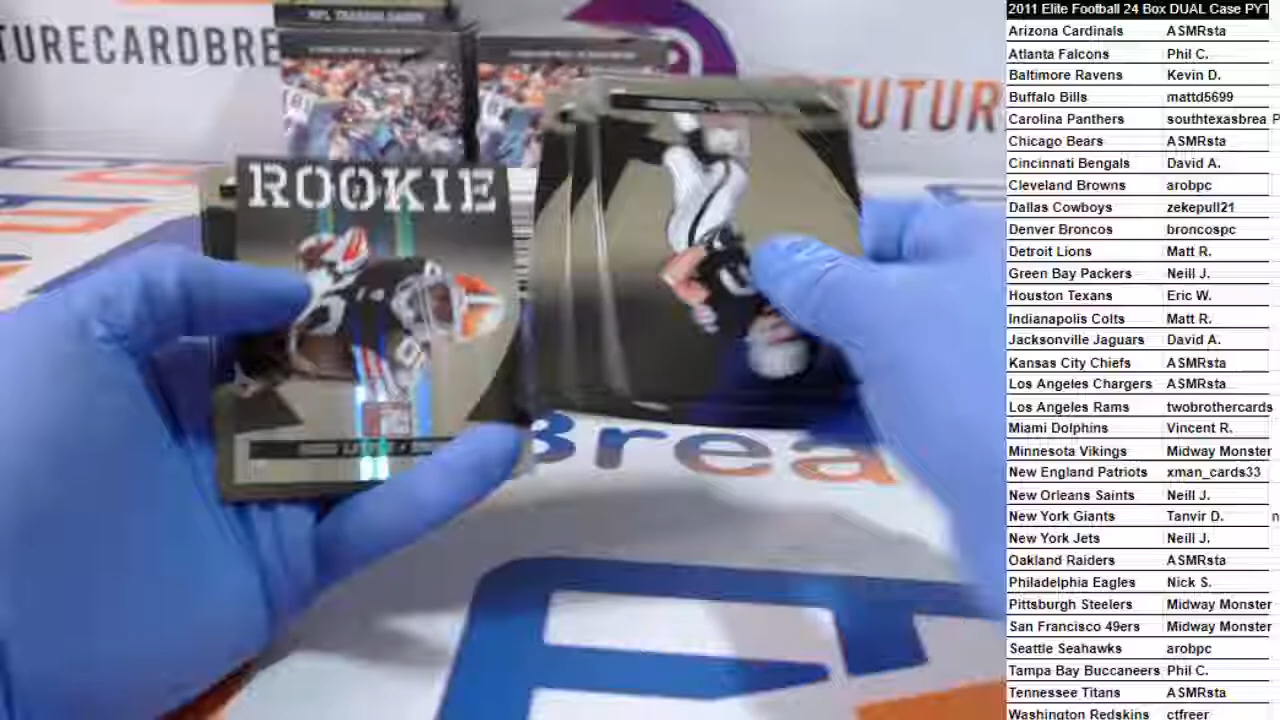 2011 Elite Football 24 Box DUAL Case PYT
Arizona Cardinals ASMRsta
Atlanta Falcons Phil C.
Baltimore Ravens Kevin D.
Buffalo Bills mattd5699
Carolina Panthers southtexasbrea P
Chicago Bears ASMRsta
Cincinnati Bengals David A.
Cleveland Browns arobpc
Dallas Cowboys zekepull21
Denver Broncos broncospc
Detroit Lions Matt R.
Green Bay Packers Neill J.
Houston Texans Eric W.
Indianapolis Colts Matt R.
Jacksonville Jaguars David A.
Kansas City Chiefs ASMRsta
Los Angeles Chargers ASMRsta
Los Angeles Rams twobrothercards
Miami Dolphins Vincent R.
Minnesota Vikings Midway Monster
New England Patriots xman_cards33
New Orleans Saints Neill J.
New York Giants Tanvir D. n
New York Jets Neill J.
Oakland Raiders ASMRsta
Philadelphia Eagles Nick S.
Pittsburgh Steelers Midway Monster
San Francisco 49ers Midway Monster
Seattle Seahawks arobpc
Tampa Bay Buccaneers Phil C.
Tennessee Titans ASMRsta
Washington Redskins ctfreer
NFL TRADING CARDS
TURECARDBRE
FUTUR
ROOKIE
Brea